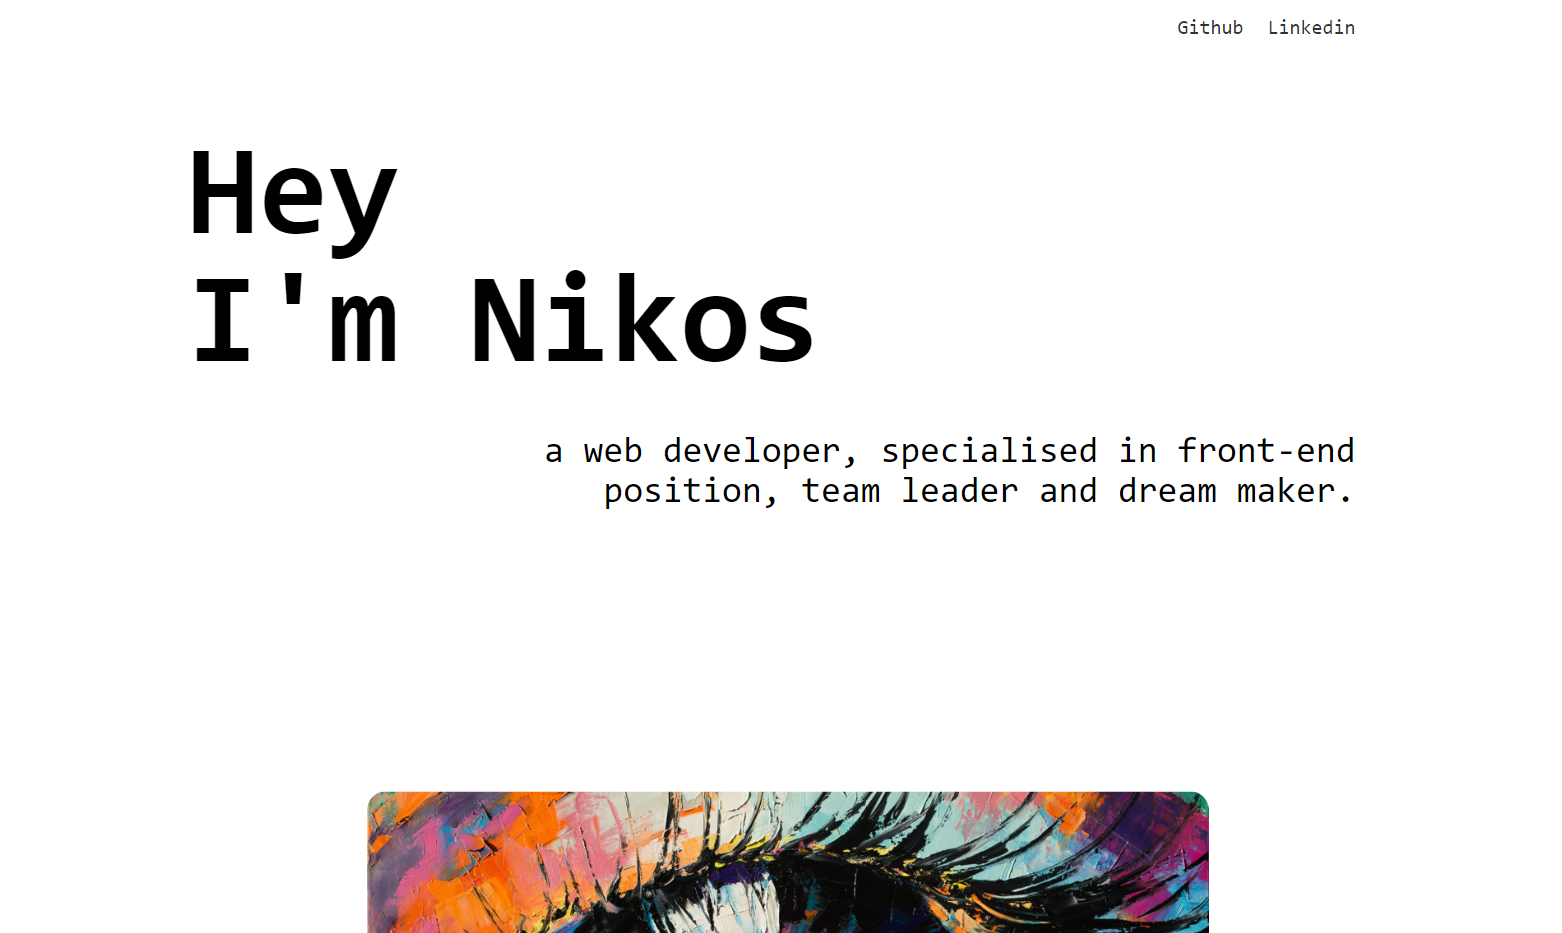 Github Linkedin
Hey
I'm Nikos
a web developer, specialised in front-end
position, team leader and dream maker.